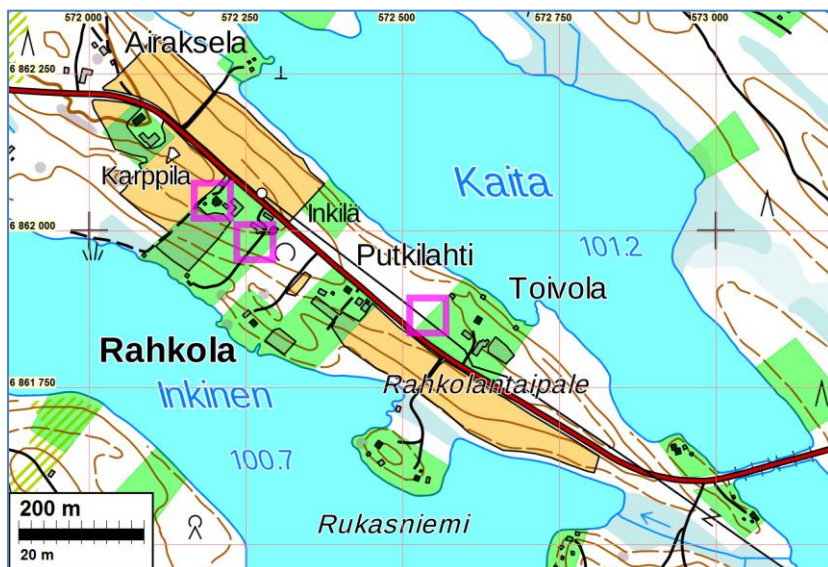 572 000
572 250
572 500
572 750
573 000
Airaksela
6 862 250
Karppila
Kaita
Inkilä
6 862 000
Putkilahti
101.2
Toivola
Rahkola
6 861 750
Rahkolantaipale
Inkinen
100.7
200 m
20 m
Rukasniemi